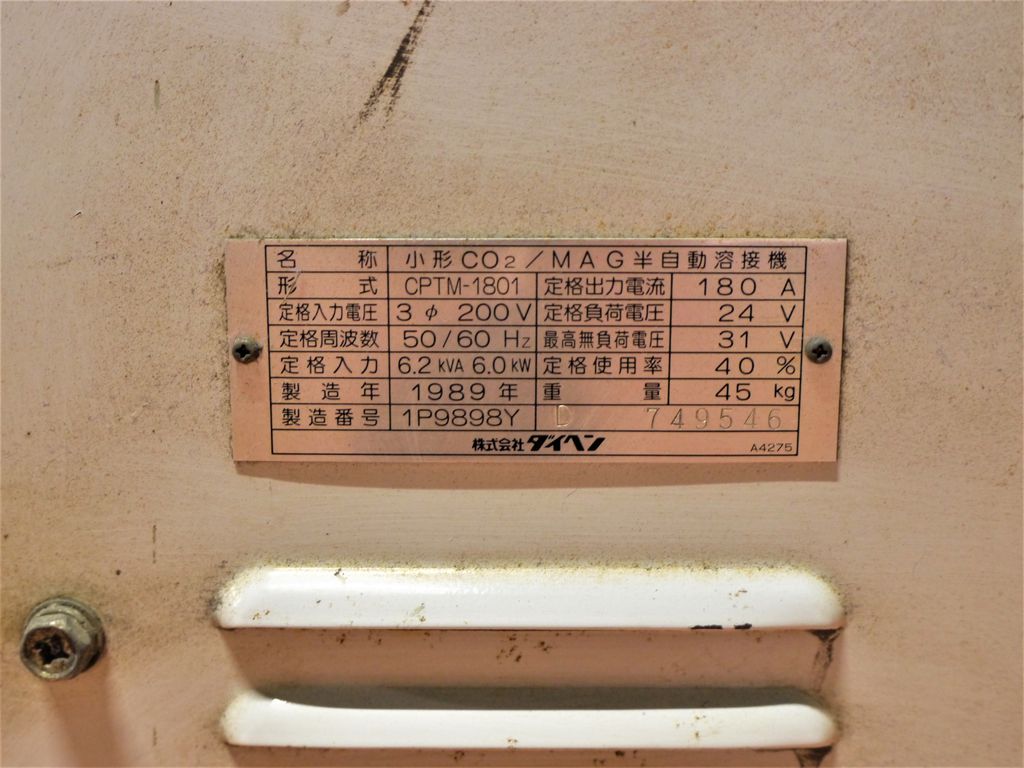 名称 小形CO2/MAG半自動溶接機
形式 CPTM-1801 定格出力電流 180 A
定格入力電圧 3φ 200V 定格負荷電圧 24 V
定格周波数 50/60 Hz 最高無負荷電圧 31 V
定格入力 6.2kVA 6.0kW 定格使用率 40 %
製造年 1989年 重量 45 kg
製造番号 1P9898Y D 749546
株式会社ダイヘン A4275